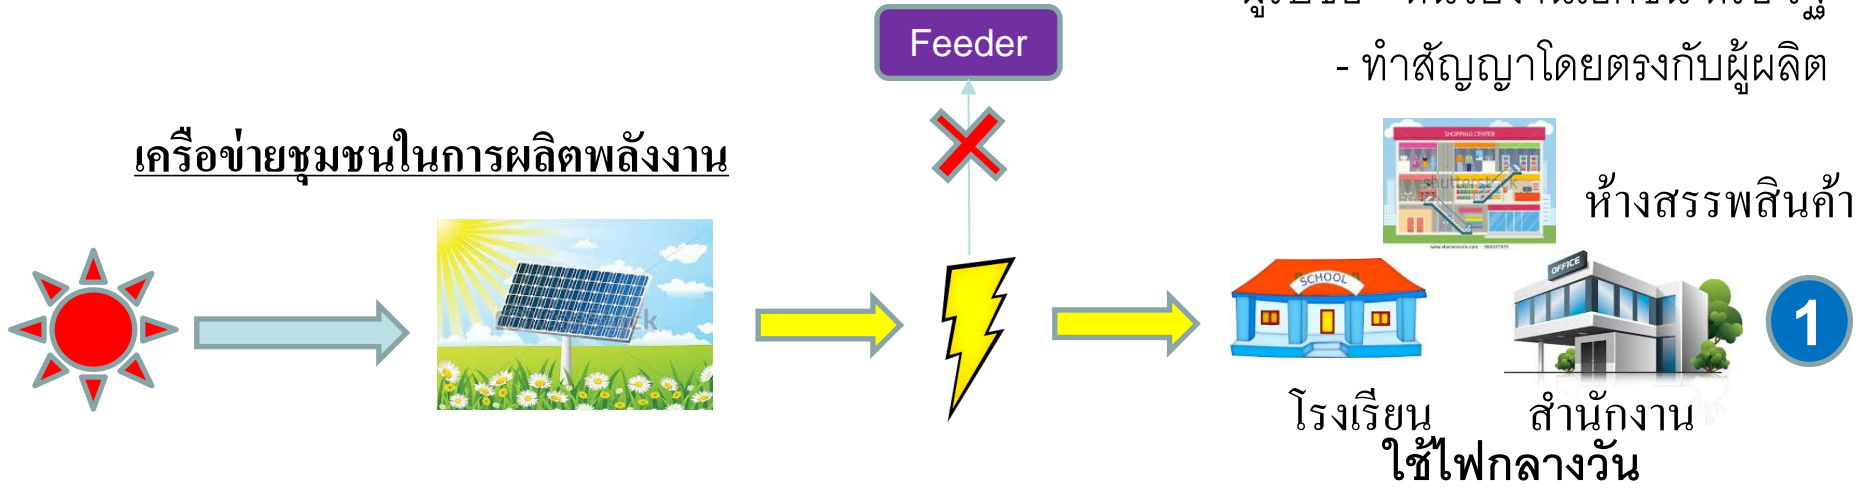 Feeder
- ทำสัญญาโดยตรงกับผู้ผลิต
เครือข่ายชุมชนในการผลิตพลังงาน
SHOPPING CENTER
shutterstock
ห้างสรรพสินค้า
OFFICE
SCHOOL
1
โรงเรียน
สำนักงาน
ใช้ไฟกลางวัน